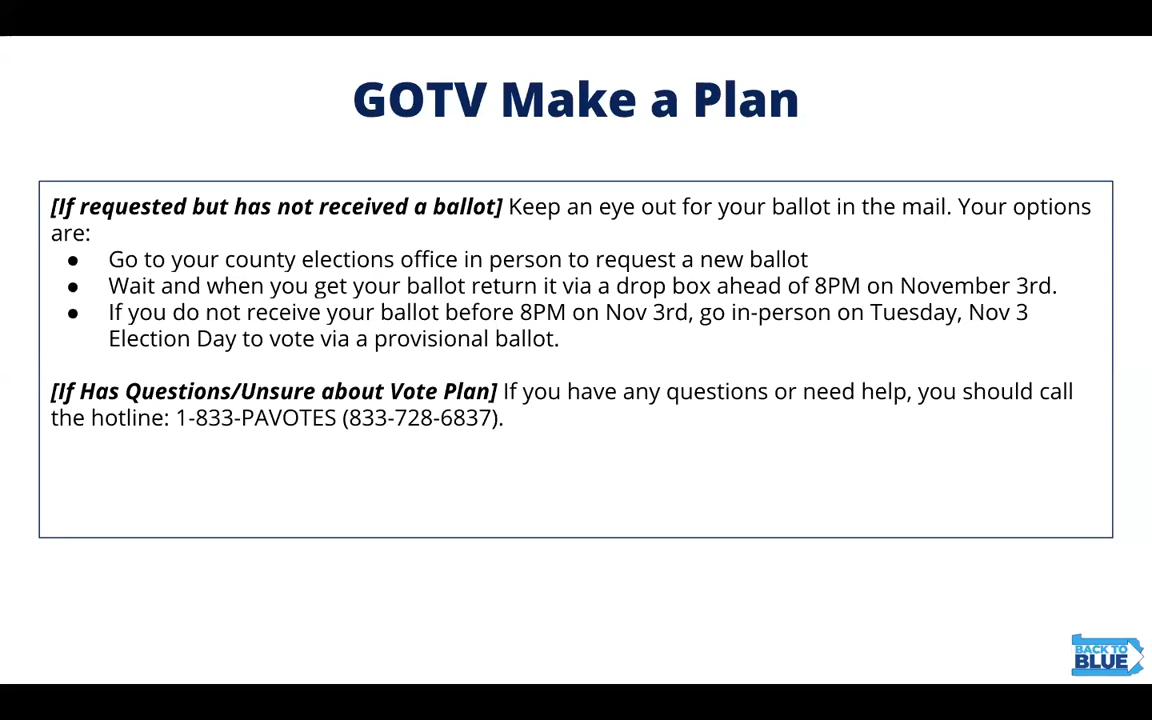 GOTV Make a Plan
[If requested but has not received a ballot] Keep an eye out for your ballot in the mail. Your options
are:
● Go to your county elections office in person to request a new ballot
● Wait and when you get your ballot return it via a drop box ahead of 8PM on November 3rd.
● If you do not receive your ballot before 8PM on Nov 3rd, go in-person on Tuesday, Nov 3
Election Day to vote via a provisional ballot.
[If Has Questions/Unsure about Vote Plan] If you have any questions or need help, you should call
the hotline: 1-833-PAVOTES (833-728-6837).
BACK TO
BLUE